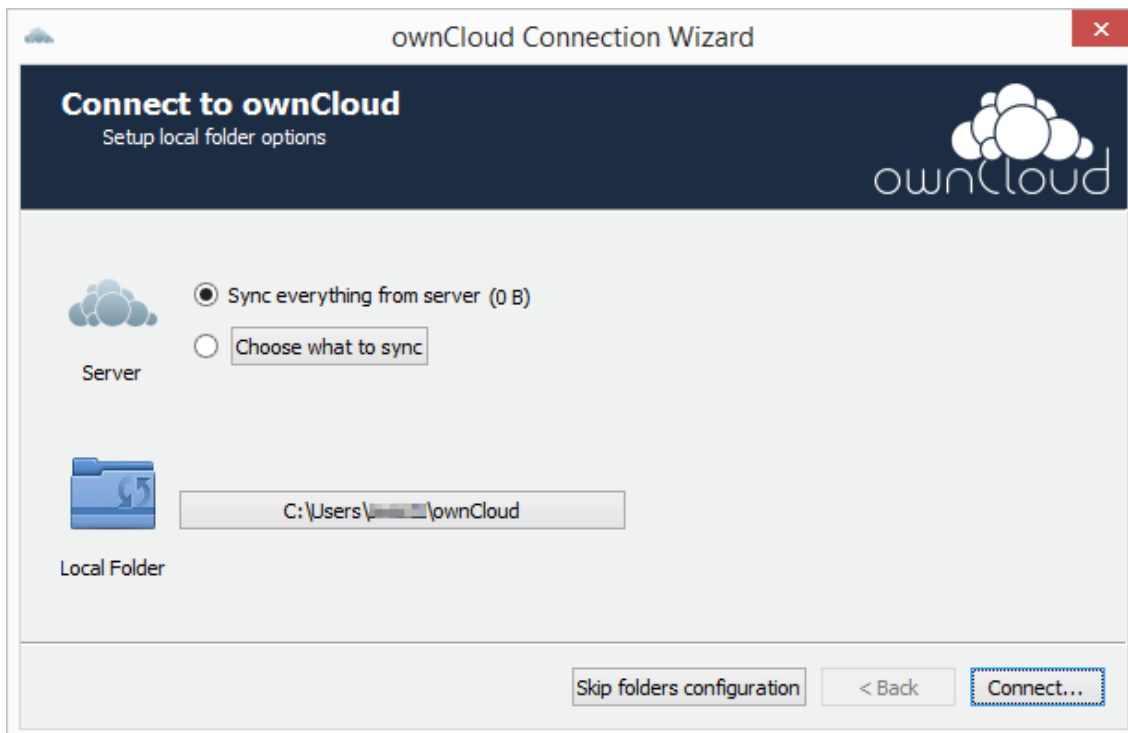 ownCloud Connection Wizard
Connect to ownCloud
Setup local folder options
ownCloud
Sync everything from server (0 B)
Choose what to sync
Server
C:\Users\ \ownCloud
Local Folder
Skip folders configuration
< Back
Connect...